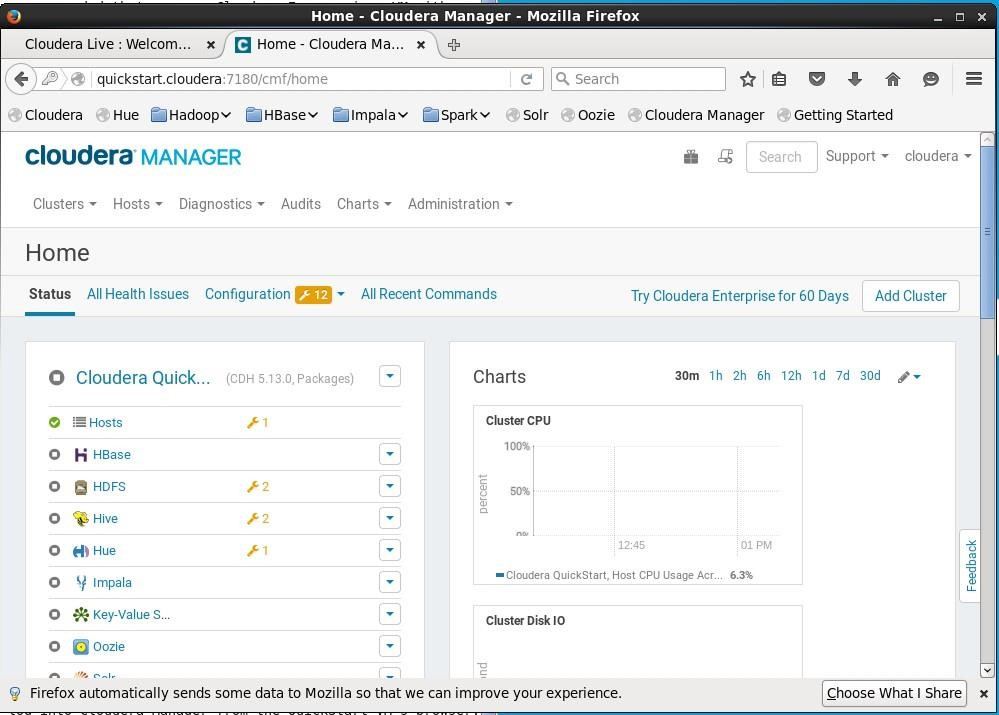 Home - Cloudera Manager - Mozilla Firefox
Cloudera Live : Welcom... × Home - Cloudera Ma... ×
quickstart.cloudera:7180/cmf/home Search
Cloudera Hue Hadoop HBase Impala Spark Solr Oozie Cloudera Manager Getting Started
cloudera MANAGER Search Support cloudera
Clusters Hosts Diagnostics Audits Charts Administration
Home
Status All Health Issues Configuration 12 All Recent Commands Try Cloudera Enterprise for 60 Days Add Cluster
Cloudera Quick... (CDH 5.13.0, Packages)
Hosts 1
HBase
HDFS 2
Hive 2
Hue 1
Impala
Key-Value S...
Oozie
Solr
Charts 30m 1h 2h 6h 12h 1d 7d 30d
Cluster CPU
percent
100%
50%
0%
12:45 01 PM
Cloudera QuickStart, Host CPU Usage Acr... 6.3%
Cluster Disk IO
Feedback
Firefox automatically sends some data to Mozilla so that we can improve your experience. Choose What I Share ×